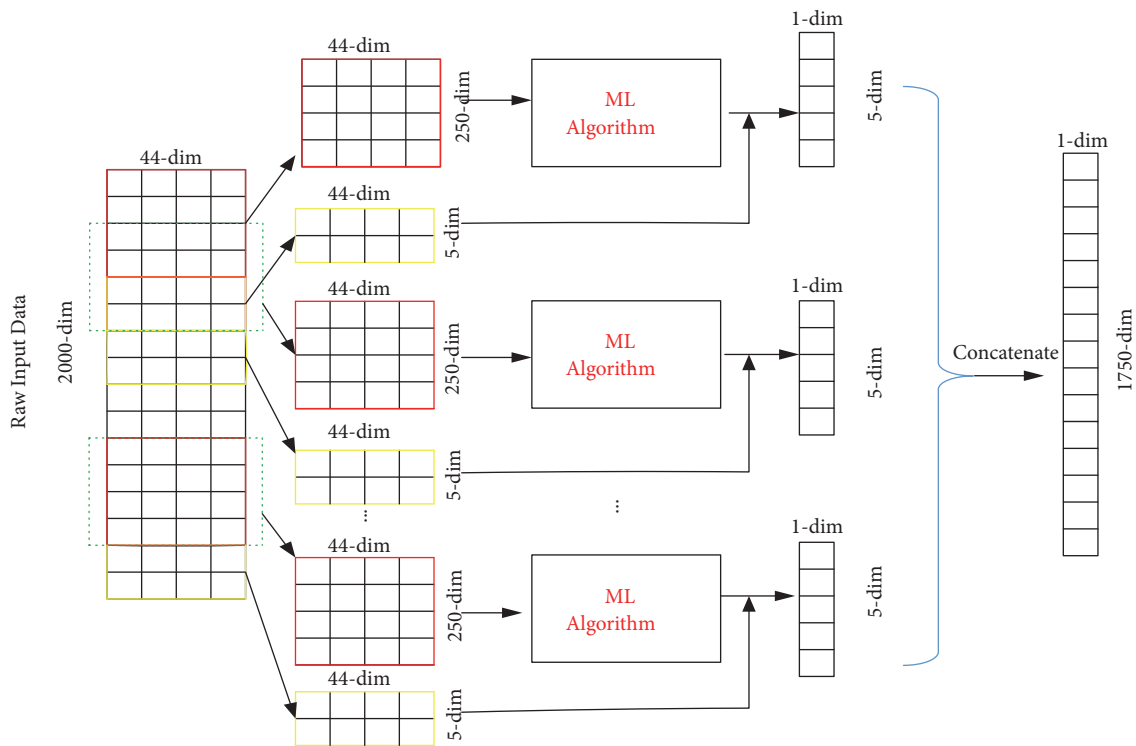 Raw Input Data
2000-dim
44-dim
44-dim
250-dim
ML
Algorithm
1-dim
5-dim
44-dim
5-dim
44-dim
250-dim
ML
Algorithm
1-dim
5-dim
44-dim
5-dim
...
...
44-dim
250-dim
ML
Algorithm
1-dim
5-dim
44-dim
5-dim
Concatenate
1-dim
1750-dim